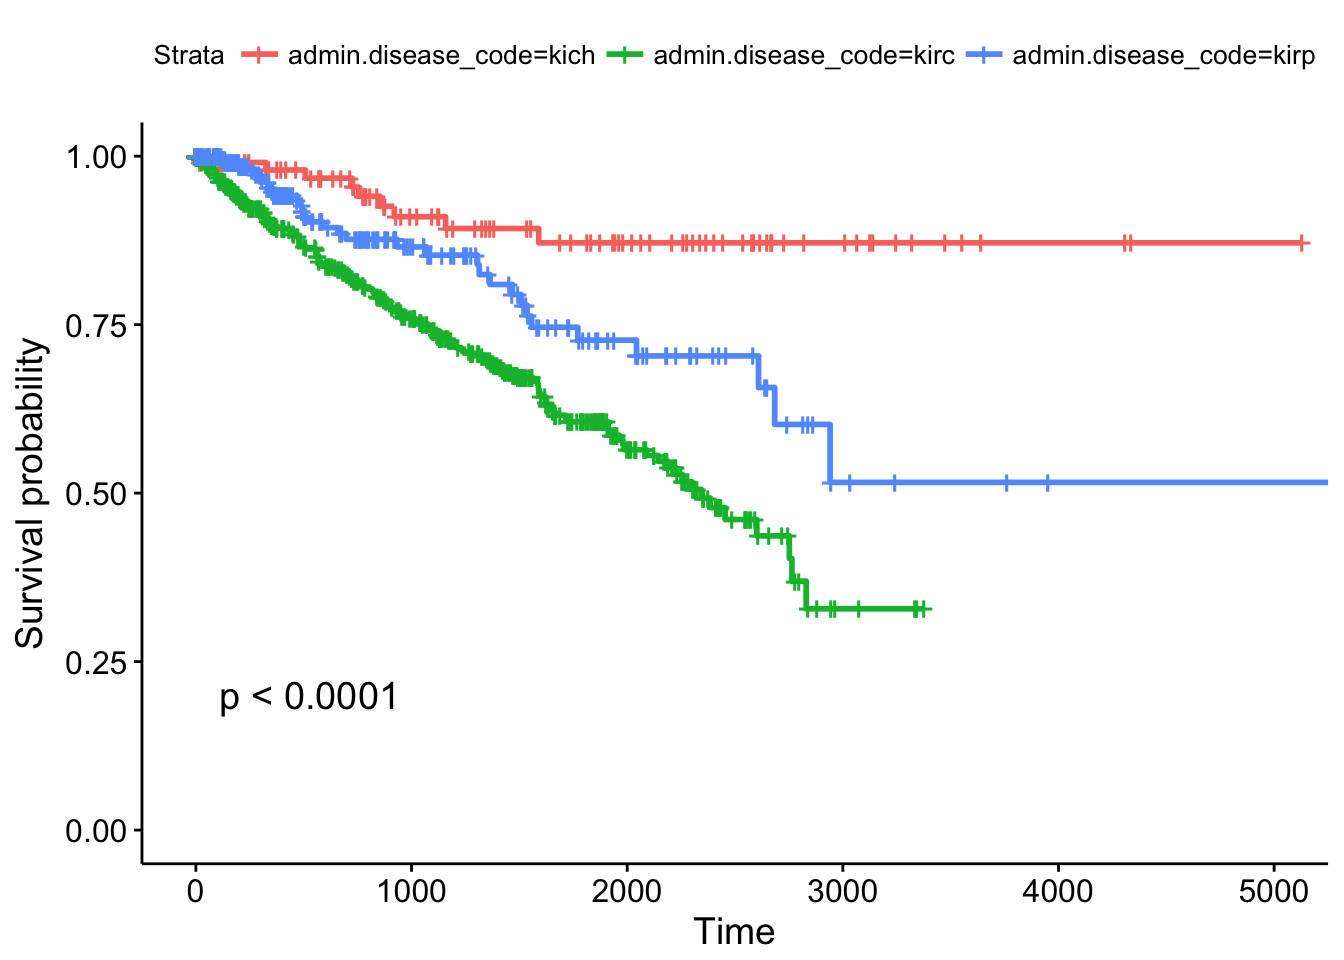 Strata admin.disease_code=kich admin.disease_code=kirc admin.disease_code=kirp
1.00
0.75
0.50
0.25
0.00
Survival probability
p < 0.0001
0 1000 2000 3000 4000 5000
Time